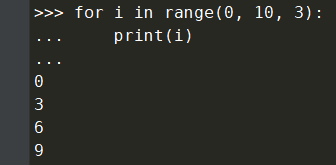 >>> for i in range(0, 10, 3):
...     print(i)
...
0
3
6
9